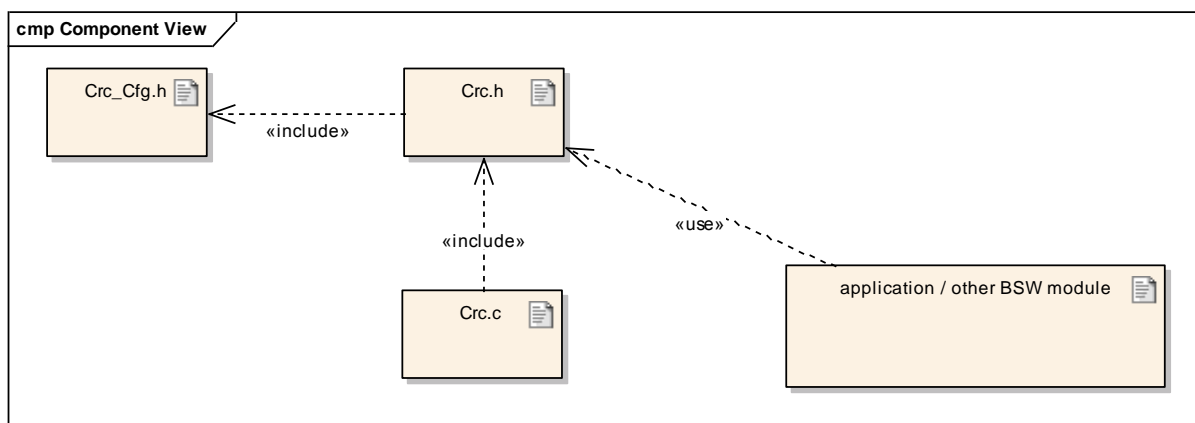 cmp Component View
Crc_Cfg.h
Crc.h
«include»
«use»
«include»
application / other BSW module
Crc.c